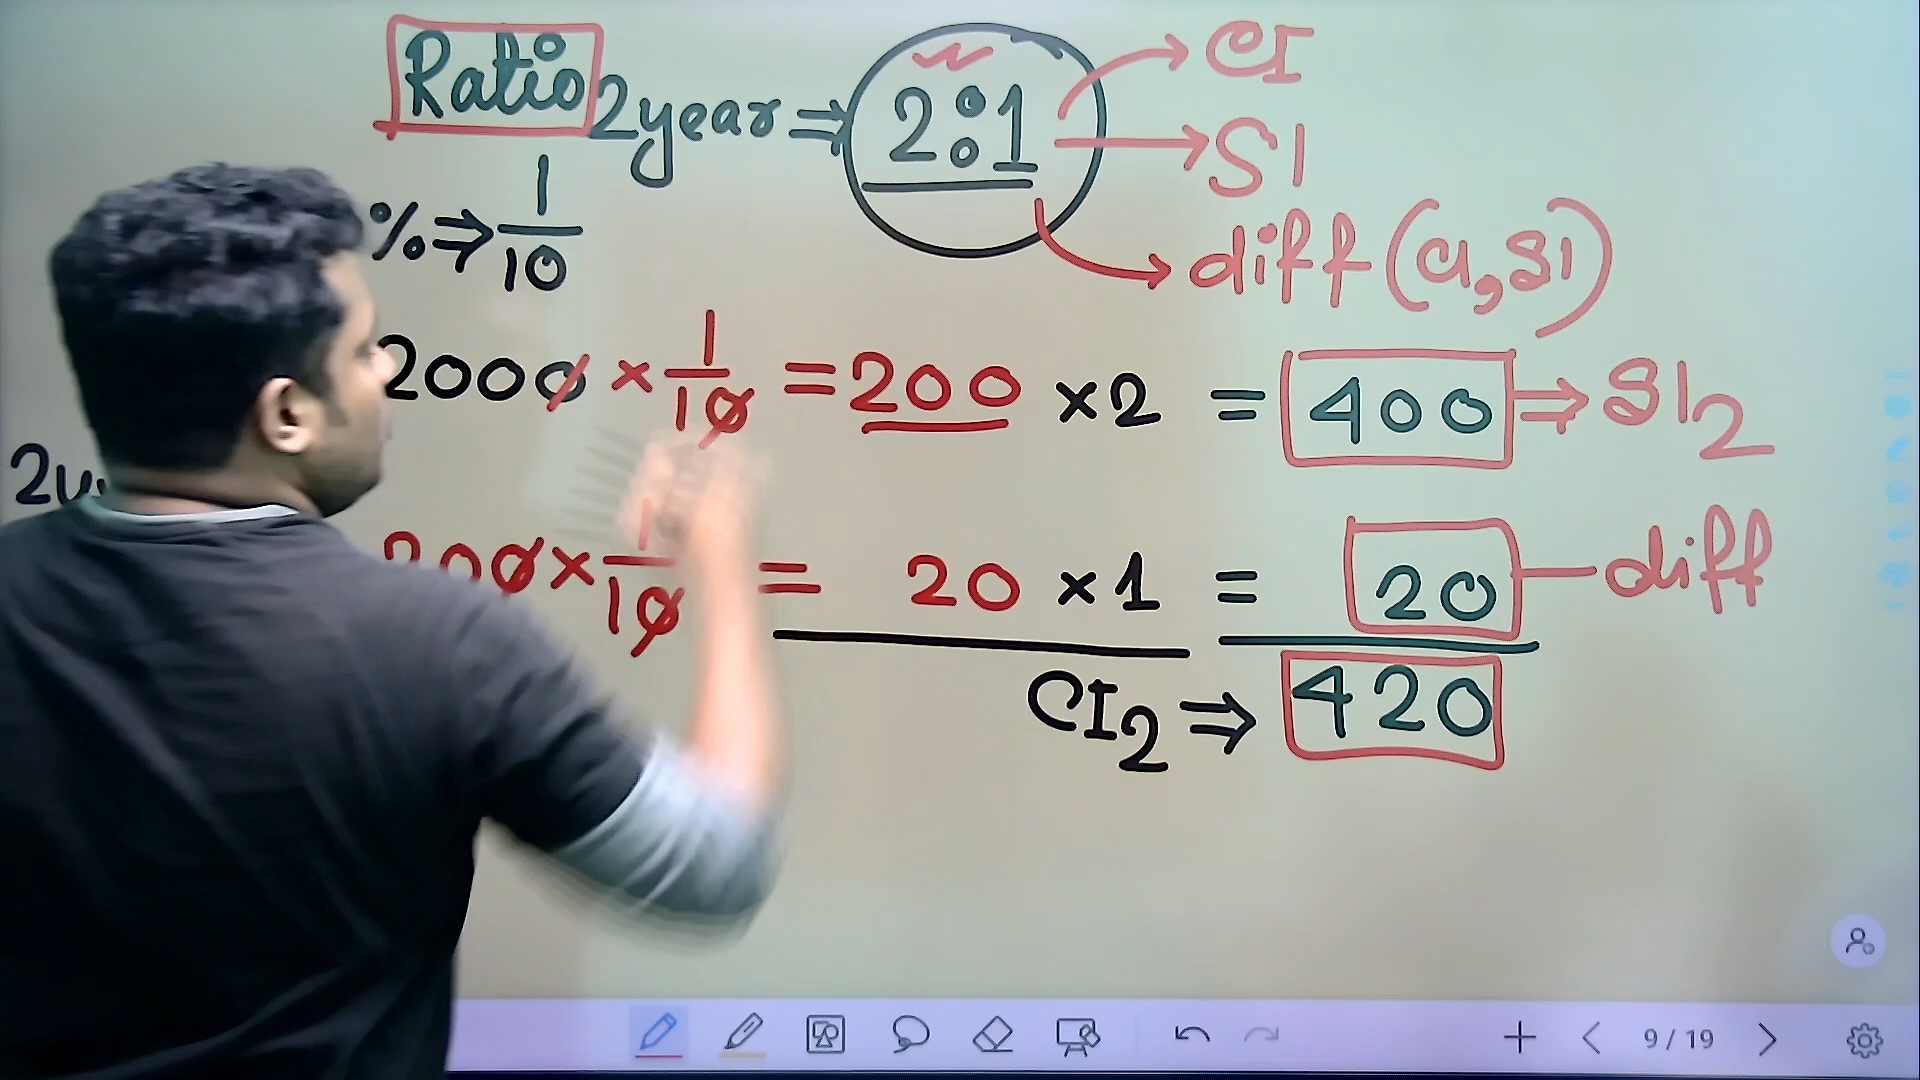 Ratio 2year ⇒ 2:1 → CI
→ SI
→ diff (CI, SI)
% ⇒ 1/10
2000 × 1/10 = 200 × 2 = 400 ⇒ SI2
200 × 1/10 = 20 × 1 = 20 — diff
CI2 ⇒ 420
9 / 19